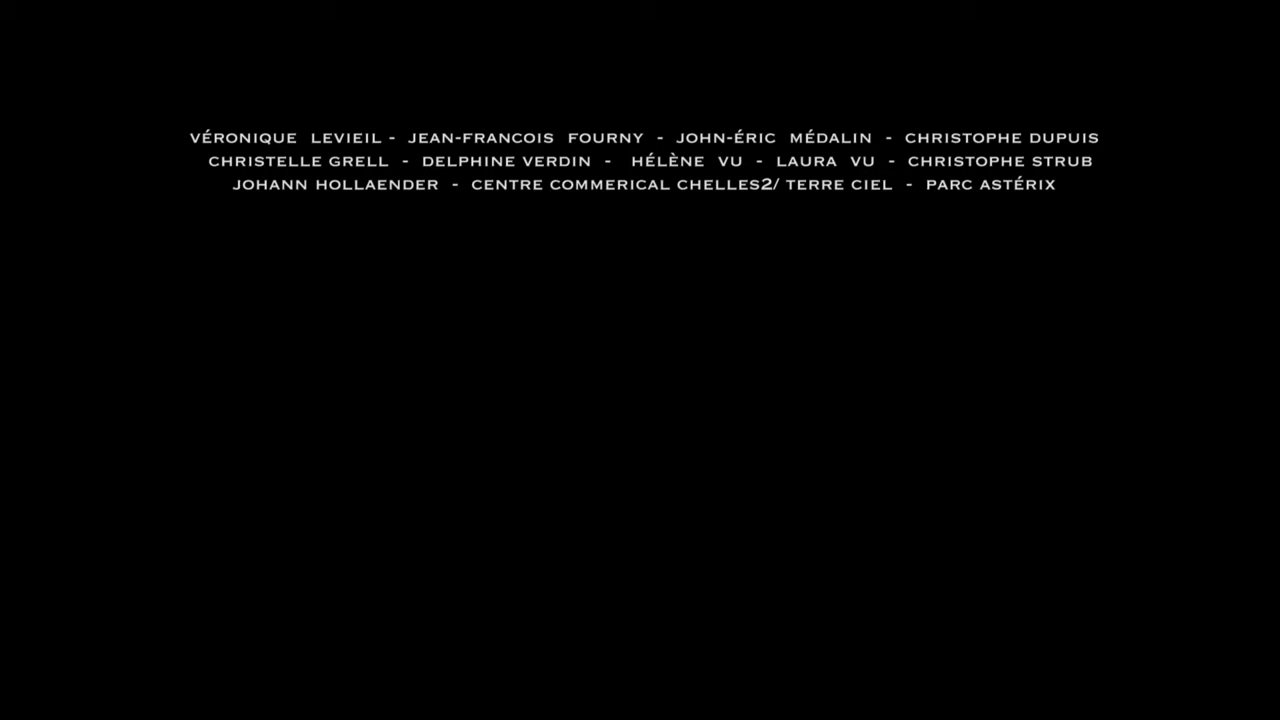 VÉRONIQUE LEVIEIL - JEAN-FRANCOIS FOURNY - JOHN-ÉRIC MÉDALIN - CHRISTOPHE DUPUIS
CHRISTELLE GRELL - DELPHINE VERDIN - HÉLÈNE VU - LAURA VU - CHRISTOPHE STRUB
JOHANN HOLLAENDER - CENTRE COMMERICAL CHELLES2/ TERRE CIEL - PARC ASTÉRIX